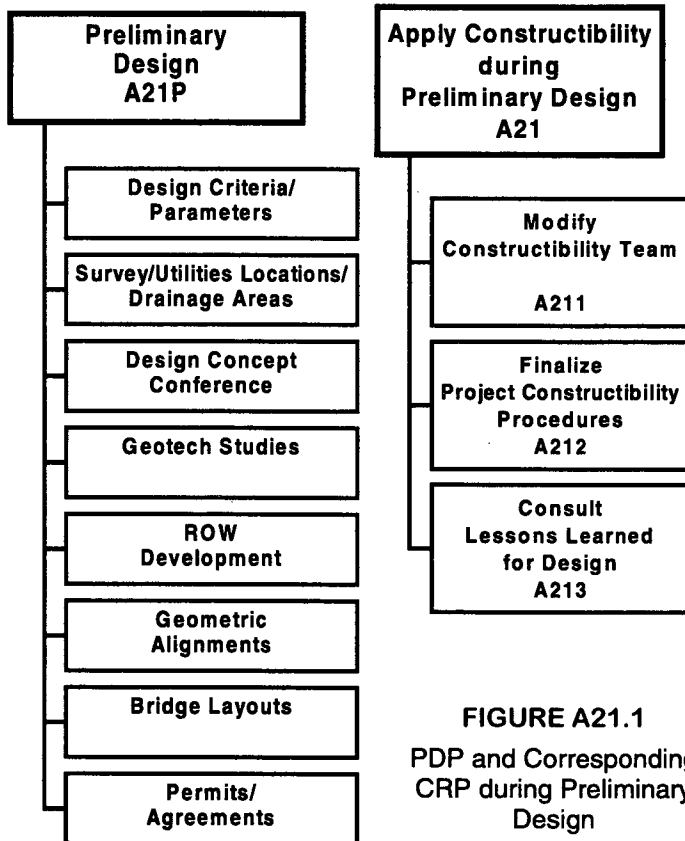 Preliminary
Design
A21P
Design Criteria/
Parameters
Survey/Utilities Locations/
Drainage Areas
Design Concept
Conference
Geotech Studies
ROW
Development
Geometric
Alignments
Bridge Layouts
Permits/
Agreements
Apply Constructibility
during
Preliminary Design
A21
Modify
Constructibility Team
A211
Finalize
Project Constructibility
Procedures
A212
Consult
Lessons Learned
for Design
A213
FIGURE A21.1
PDP and Corresponding
CRP during Preliminary
Design